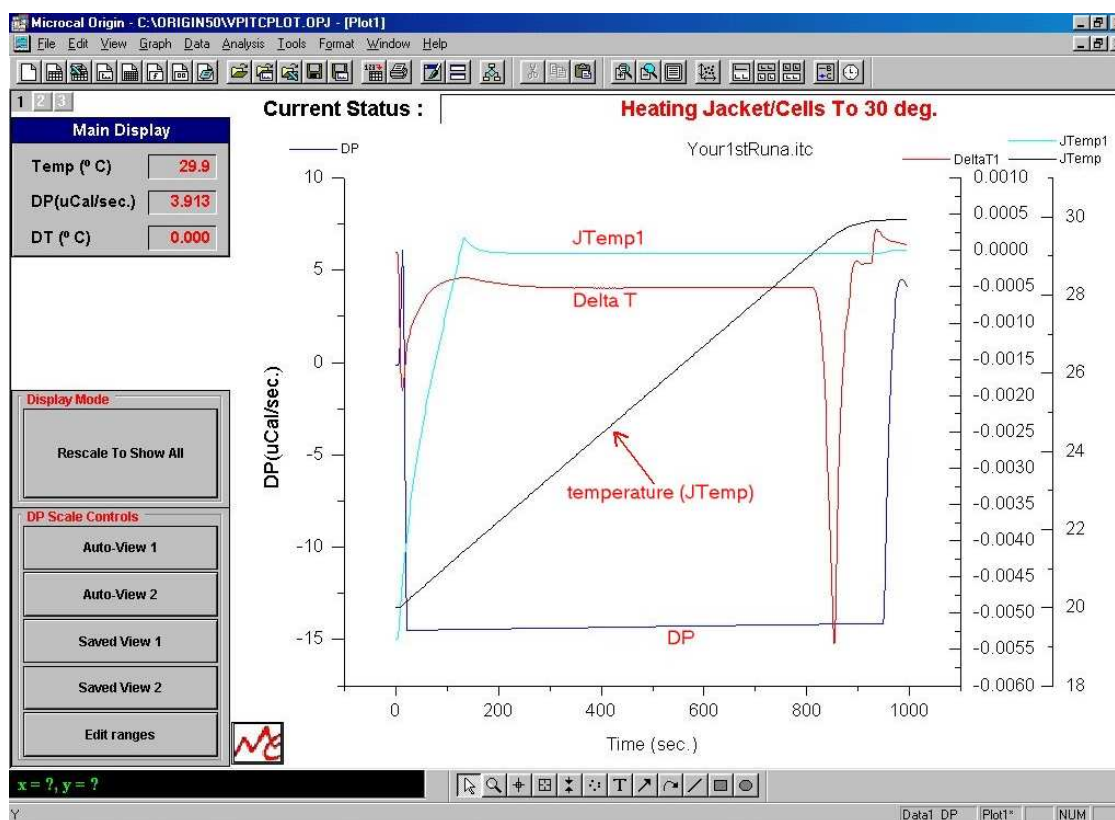 Microcal Origin - C:\ORIGIN50\VPITCPLOT.OPJ - [Plot1]
File Edit View Graph Data Analysis Tools Format Window Help
1 2 3
Current Status : Heating Jacket/Cells To 30 deg.
Main Display
Temp (º C) 29.9
DP(uCal/sec.) 3.913
DT (º C) 0.000
Display Mode
Rescale To Show All
DP Scale Controls
Auto-View 1
Auto-View 2
Saved View 1
Saved View 2
Edit ranges
DP
Your1stRuna.itc
JTemp1
DeltaT1 JTemp
10
5
0
-5
-10
-15
DP(uCal/sec.)
JTemp1
Delta T
temperature (JTemp)
DP
0.0010
0.0005
0.0000
-0.0005
-0.0010
-0.0015
-0.0020
-0.0025
-0.0030
-0.0035
-0.0040
-0.0045
-0.0050
-0.0055
-0.0060
30
28
26
24
22
20
18
0 200 400 600 800 1000
Time (sec.)
x = ?, y = ?
T
Y Data1_DP Plot1* NUM